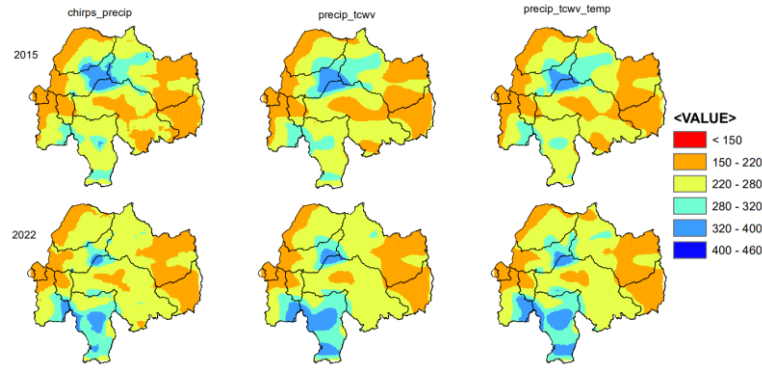 chirps_precip precip_tcwv precip_tcwv_temp
2015
<VALUE>
< 150
150 - 220
220 - 280
280 - 320
320 - 400
400 - 460
2022